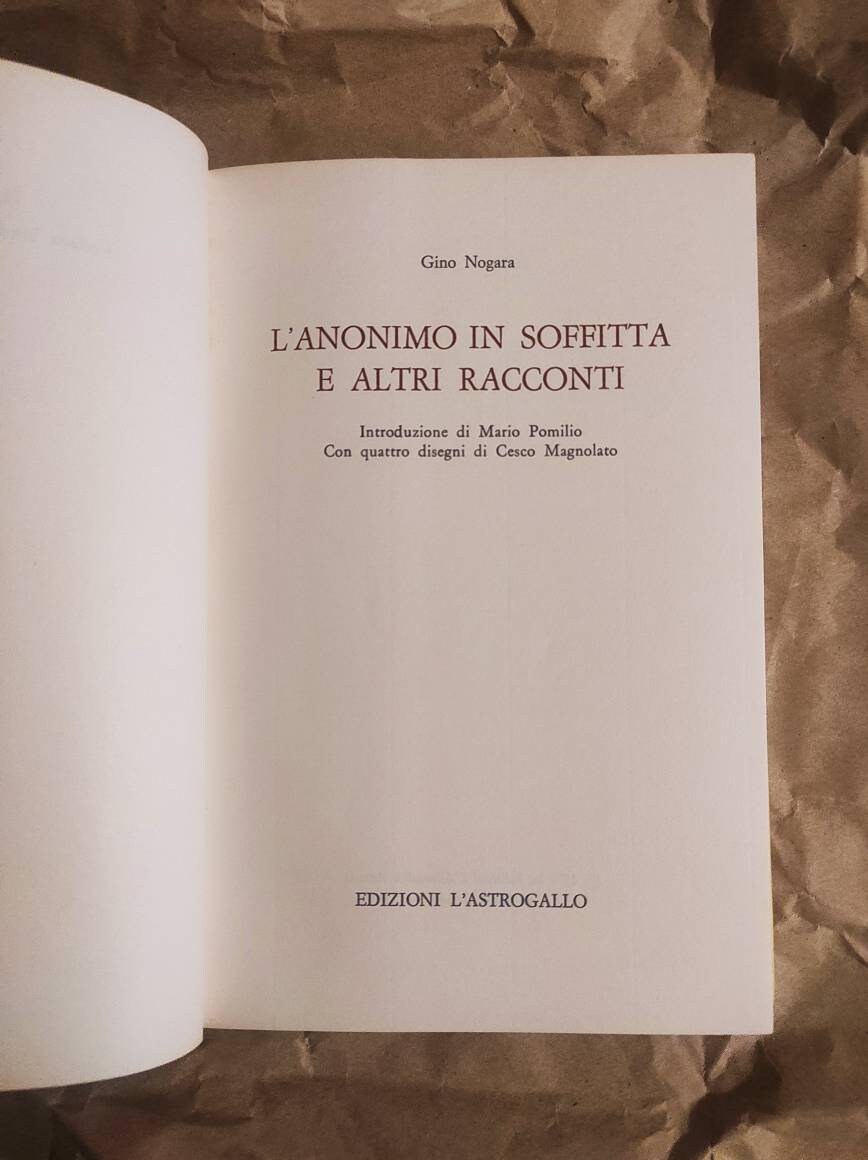 Gino Nogara
L'ANONIMO IN SOFFITTA
E ALTRI RACCONTI
Introduzione di Mario Pomilio
Con quattro disegni di Cesco Magnolato
EDIZIONI L'ASTROGALLO